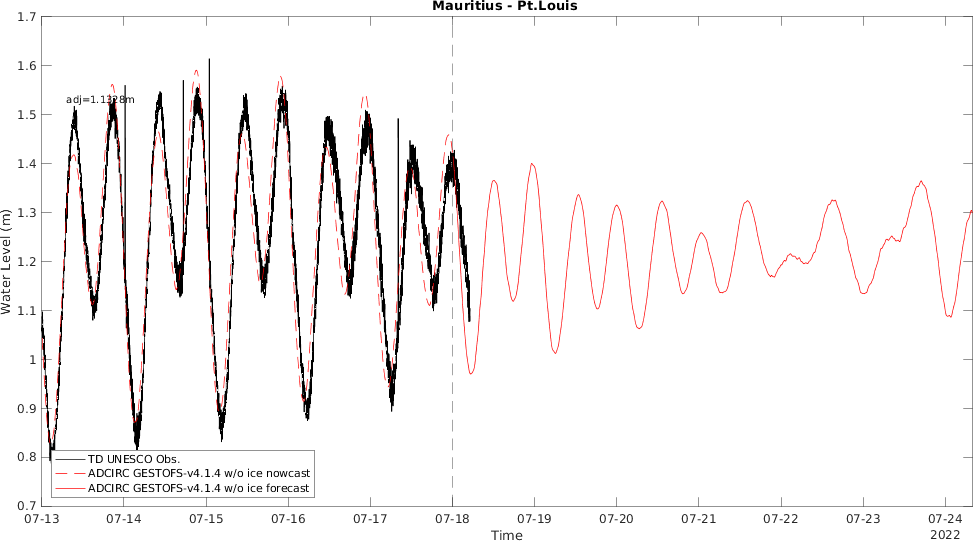 Mauritius - Pt.Louis
1.7
1.6
1.5
1.4
1.3
1.2
1.1
1
0.9
0.8
0.7
Water Level (m)
adj=1.1328m
TD UNESCO Obs.
ADCIRC GESTOFS-v4.1.4 w/o ice nowcast
ADCIRC GESTOFS-v4.1.4 w/o ice forecast
07-13 07-14 07-15 07-16 07-17 07-18 07-19 07-20 07-21 07-22 07-23 07-24
2022
Time